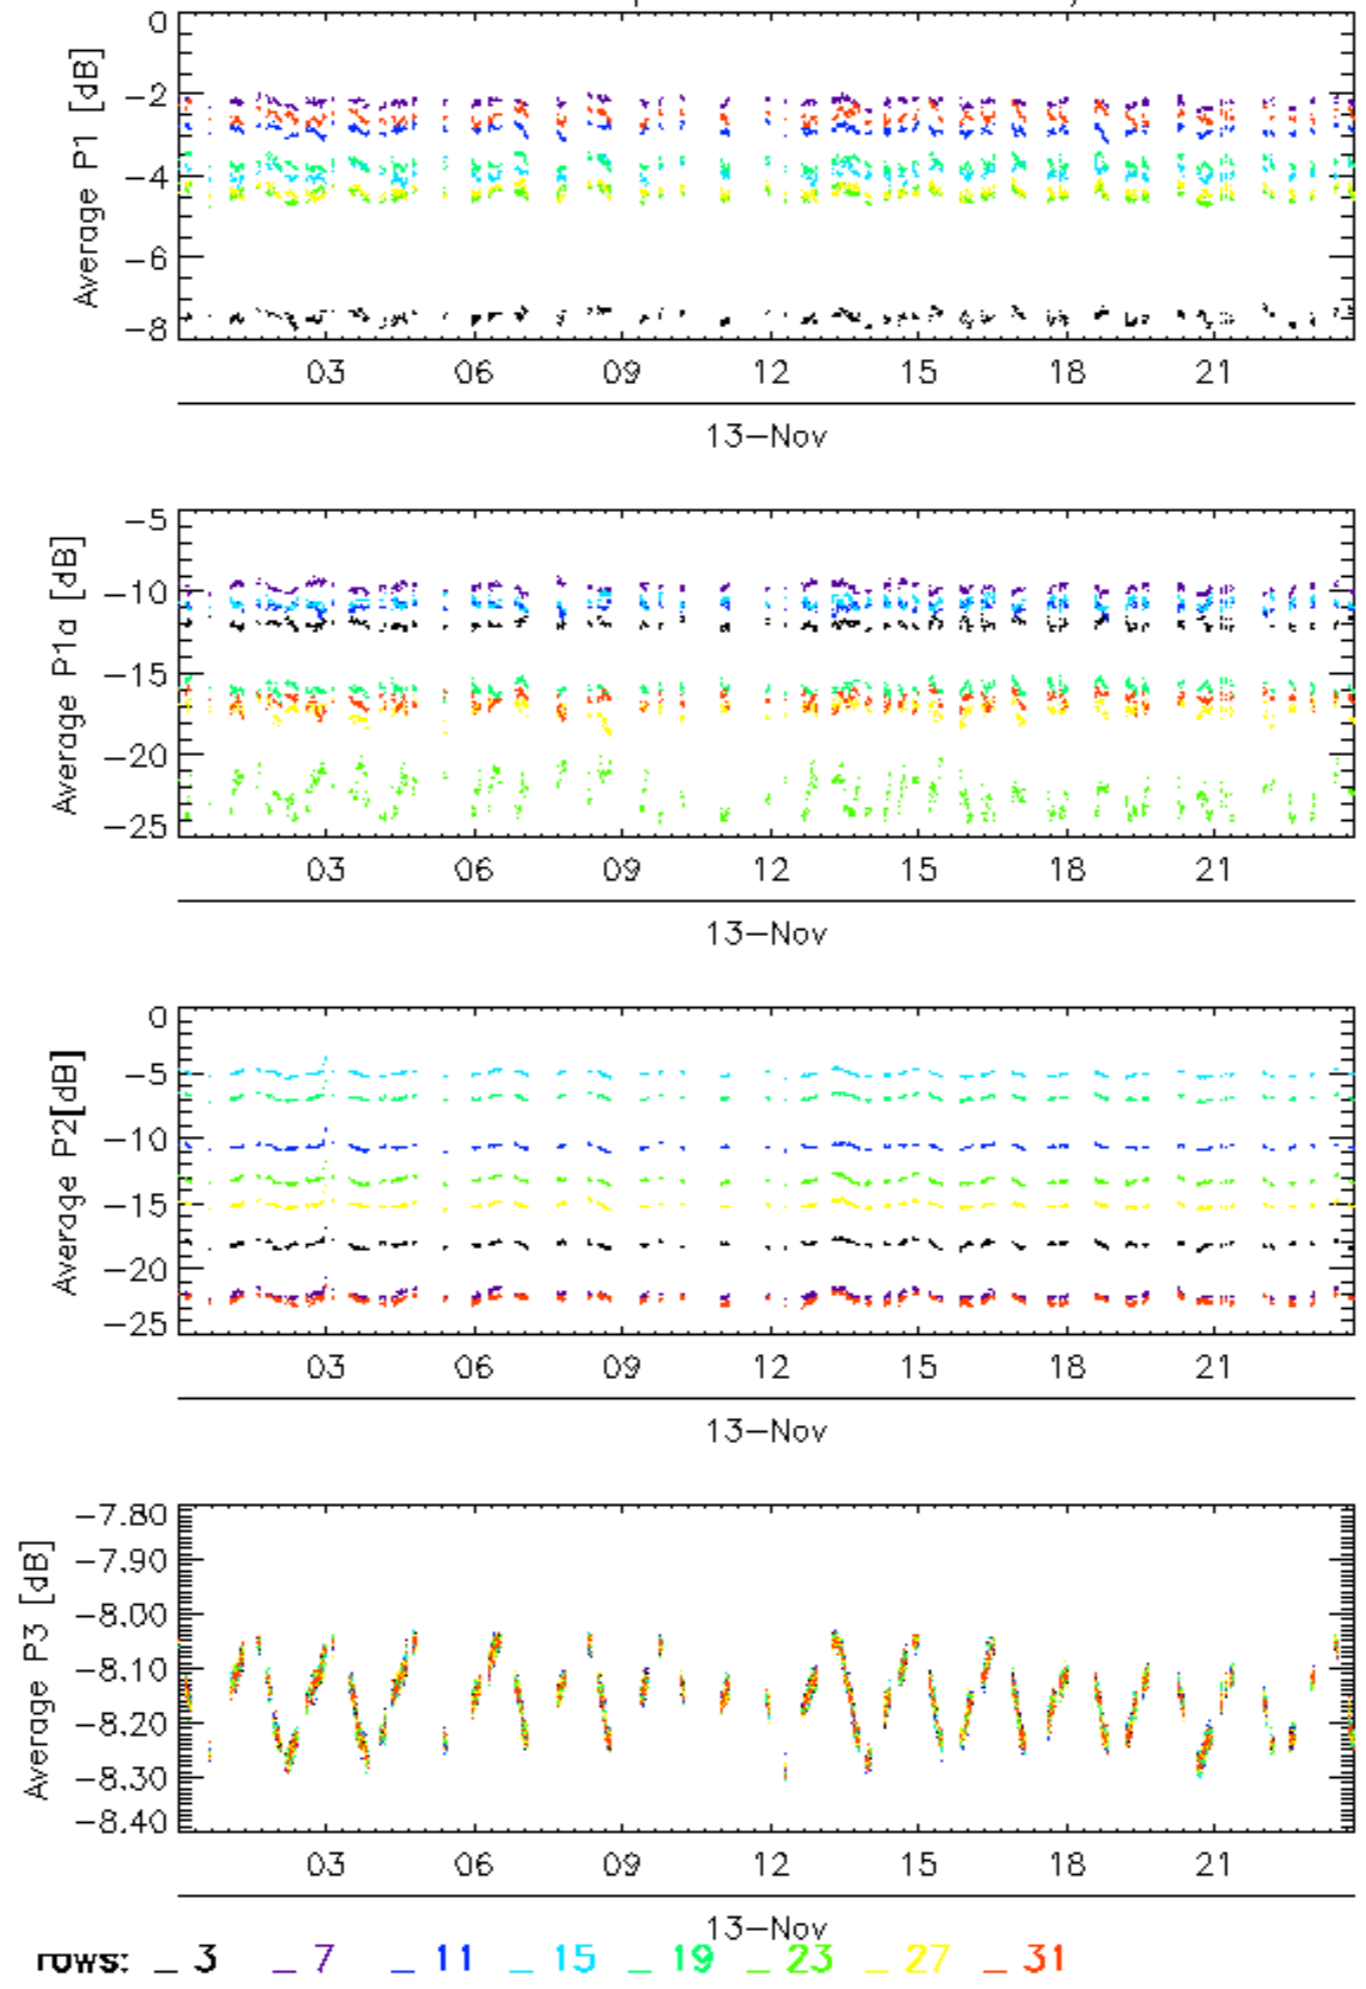 0
Average P1 [dB]
−2
−4
−6
−8
03 06 09 12 15 18 21
13−Nov
−5
Average P1a [dB]
−10
−15
−20
−25
03 06 09 12 15 18 21
13−Nov
0
Average P2[dB]
−5
−10
−15
−20
−25
03 06 09 12 15 18 21
13−Nov
−7.80
Average P3 [dB]
−7.90
−8.00
−8.10
−8.20
−8.30
−8.40
03 06 09 12 15 18 21
13−Nov
rows: _ 3 _ 7 _ 11 _ 15 _ 19 _ 23 _ 27 _ 31